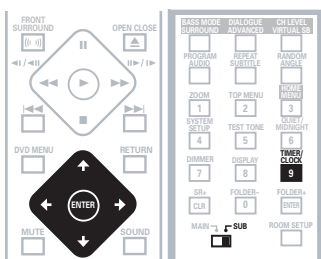 FRONT
SURROUND
OPEN CLOSE
DVD MENU
RETURN
ENTER
MUTE
SOUND
BASS MODE DIALOGUE CH LEVEL
SURROUND ADVANCED VIRTUAL SB
PROGRAM REPEAT RANDOM
AUDIO SUBTITLE ANGLE
HOME
ZOOM TOP MENU MENU
1 2 3
SYSTEM QUIET/
SETUP TEST TONE MIDNIGHT
4 5 6
TIMER/
DIMMER DISPLAY CLOCK
7 8 9
SR+ FOLDER- FOLDER+
CLR 0 ENTER
MAIN SUB ROOM SETUP